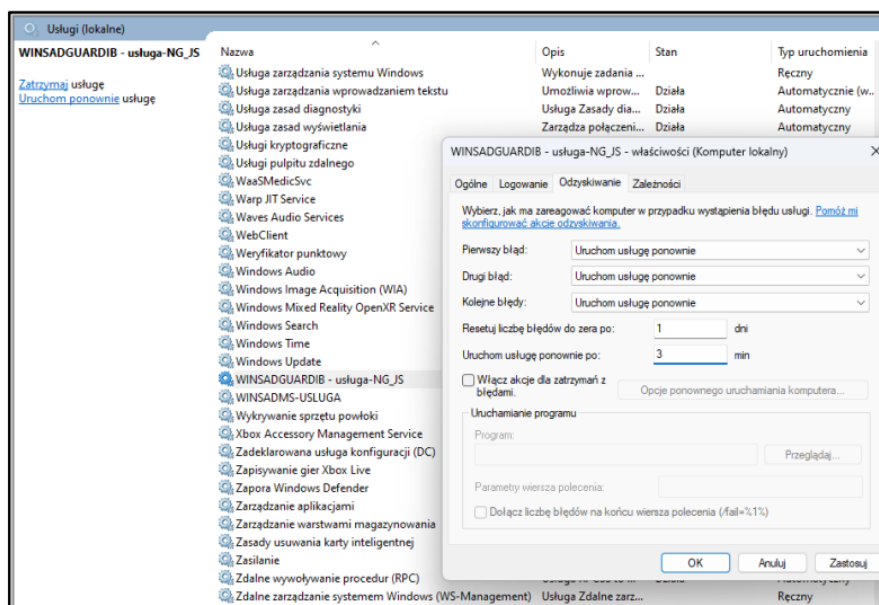 Usługi (lokalne)
WINSADGUARDIB - usługa-NG_JS
Zatrzymaj usługę
Uruchom ponownie usługę
Nazwa Opis Stan Typ uruchomienia
Usługa zarządzania systemu Windows Wykonuje zadania ... Ręczny
Usługa zarządzania wprowadzaniem tekstu Umożliwia wprow... Działa Automatycznie (w..
Usługa zasad diagnostyki Usługa Zasady dia... Działa Automatyczny
Usługa zasad wyświetlania Zarządza połączeni... Działa Automatyczny
Usługi kryptograficzne
Usługi pulpitu zdalnego
WaaSMedicSvc
Warp JIT Service
Waves Audio Services
WebClient
Weryfikator punktowy
Windows Audio
Windows Image Acquisition (WIA)
Windows Mixed Reality OpenXR Service
Windows Search
Windows Time
Windows Update
WINSADGUARDIB - usługa-NG_JS
WINSADMS-USLUGA
Wykrywanie sprzętu powłoki
Xbox Accessory Management Service
Zadeklarowana usługa konfiguracji (DC)
Zapisywanie gier Xbox Live
Zapora Windows Defender
Zarządzanie aplikacjami
Zarządzanie warstwami magazynowania
Zasady usuwania karty inteligentnej
Zasilanie
Zdalne wywoływanie procedur (RPC)
Zdalne zarządzanie systemem Windows (WS-Management) Usługa Zdalne zarz... Ręczny
WINSADGUARDIB - usługa-NG_JS - właściwości (Komputer lokalny)
Ogólne Logowanie Odzyskiwanie Zależności
Wybierz, jak ma zareagować komputer w przypadku wystąpienia błędu usługi. Pomóż mi
skonfigurować akcje odzyskiwania.
Pierwszy błąd: Uruchom usługę ponownie
Drugi błąd: Uruchom usługę ponownie
Kolejne błędy: Uruchom usługę ponownie
Resetuj liczbę błędów do zera po: 1 dni
Uruchom usługę ponownie po: 3 min
Włącz akcje dla zatrzymań z
błędami.
Opcje ponownego uruchamiania komputera...
Uruchamianie programu
Program:
Przeglądaj...
Parametry wiersza polecenia:
Dołącz liczbę błędów na końcu wiersza polecenia (/fail=%1%)
OK Anuluj Zastosuj